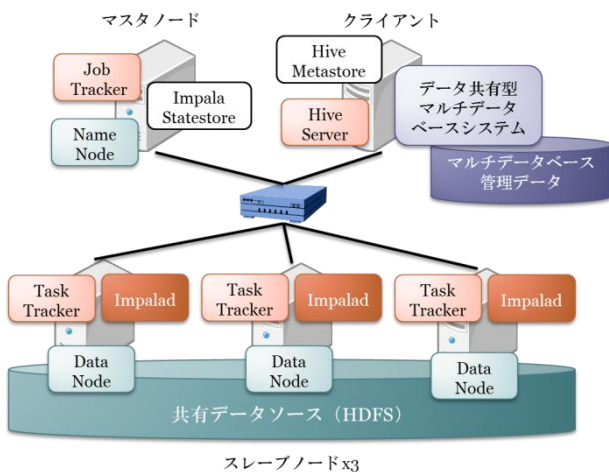 マスタノード
クライアント
Job
Tracker
Impala
Statestore
Name
Node
Hive
Metastore
Hive
Server
データ共有型
マルチデータ
ベースシステム
マルチデータベース
管理データ
Task
Tracker
Impalad
Data
Node
Task
Tracker
Impalad
Data
Node
Task
Tracker
Impalad
Data
Node
共有データソース（HDFS）
スレーブノードx3